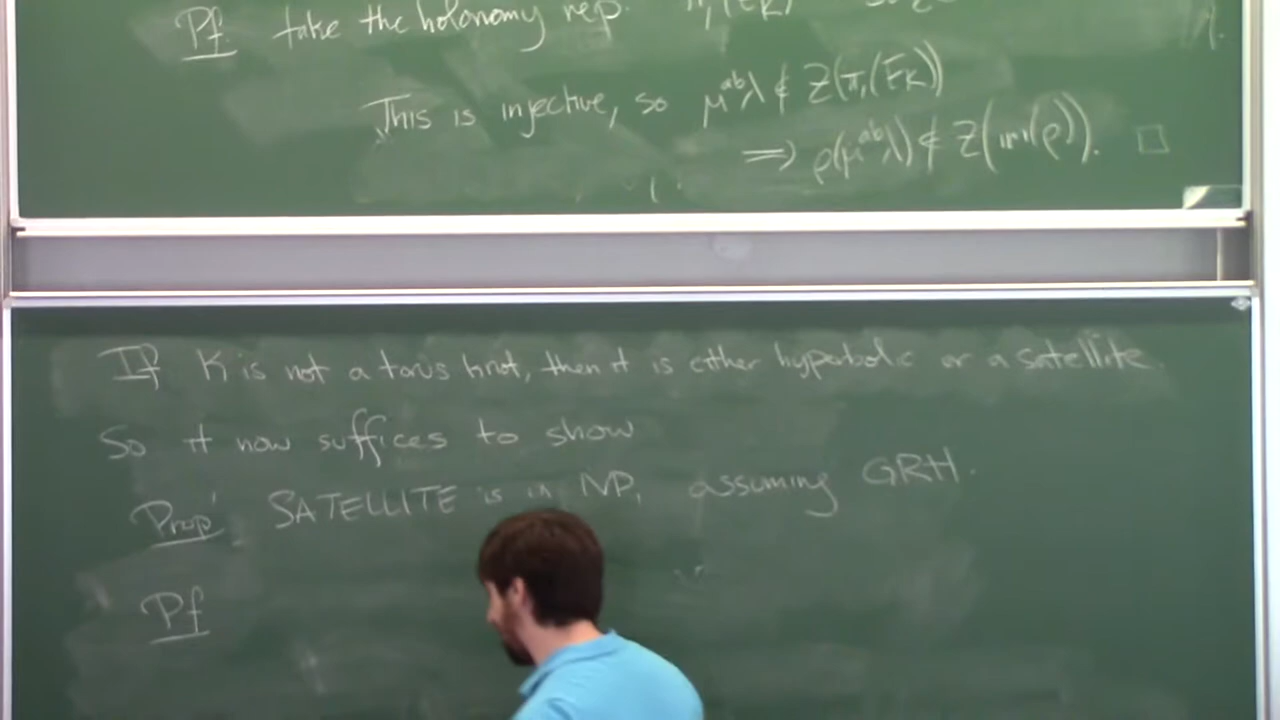 Pf. take the holonomy rep.
This is injective, so μ^{ab}λ ∉ Z(π₁(E_K))
⟹ ρ(μ^{ab}λ) ∉ Z(im(ρ)). □
If K is not a torus knot, then it is either hyperbolic or a satellite.
So it now suffices to show
Prop'. SATELLITE is in NP, assuming GRH.
Pf